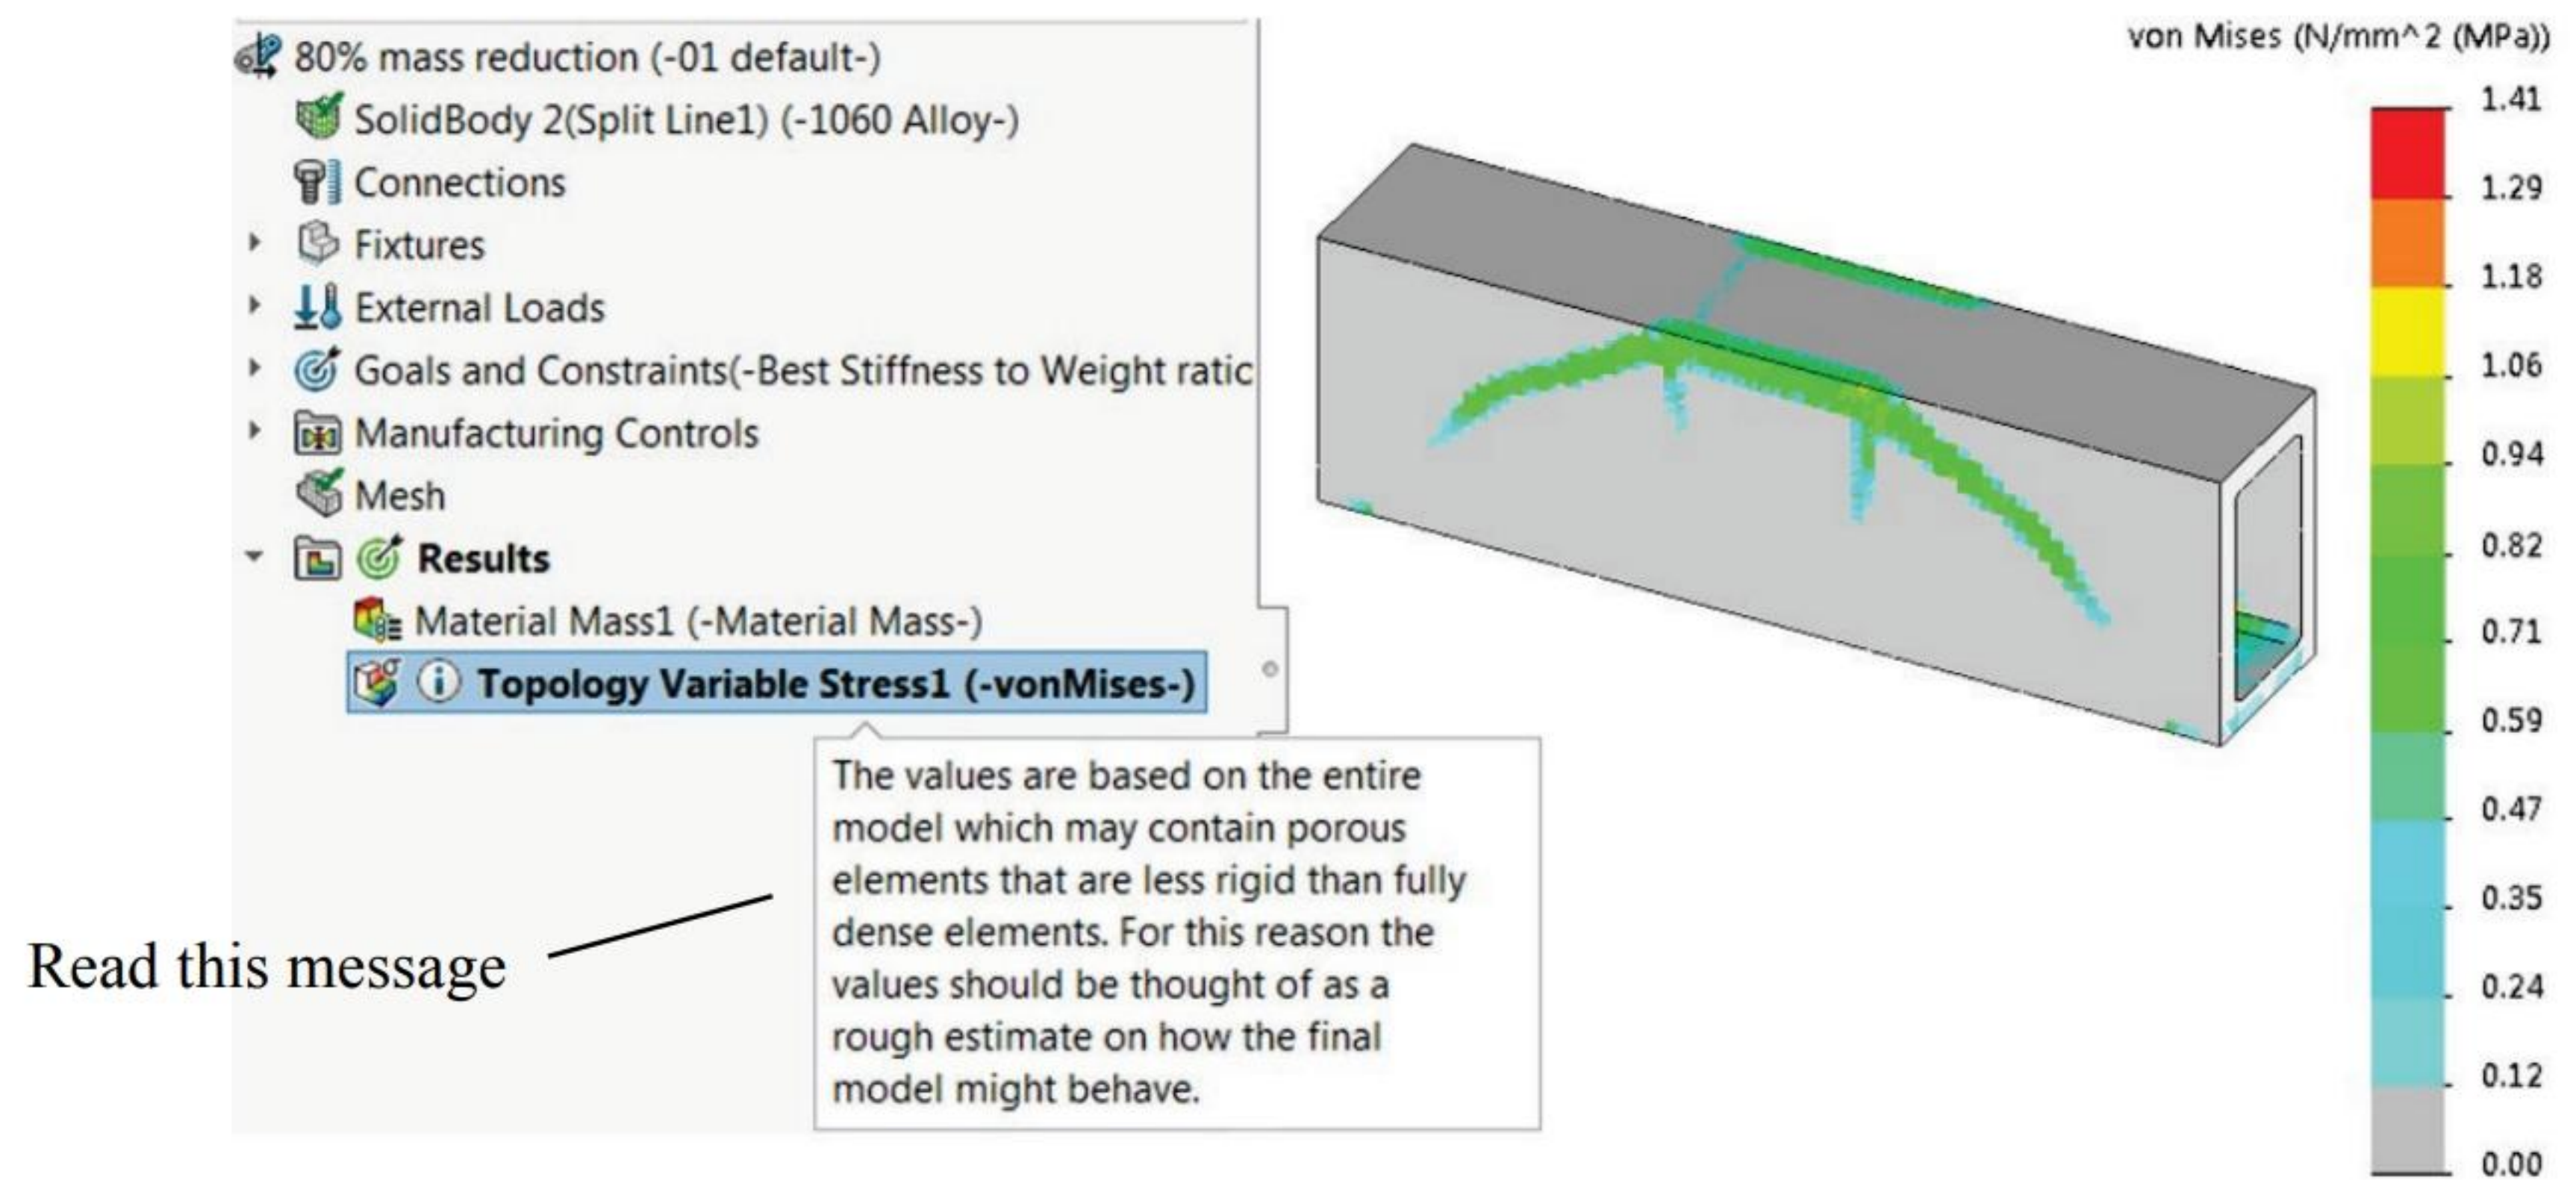 80% mass reduction (-01 default-)
SolidBody 2(Split Line1) (-1060 Alloy-)
Connections
Fixtures
External Loads
Goals and Constraints(-Best Stiffness to Weight ratic
Manufacturing Controls
Mesh
Results
Material Mass1 (-Material Mass-)
Topology Variable Stress1 (-vonMises-)
The values are based on the entire
model which may contain porous
elements that are less rigid than fully
dense elements. For this reason the
values should be thought of as a
rough estimate on how the final
model might behave.
Read this message
von Mises (N/mm^2 (MPa))
1.41
1.29
1.18
1.06
0.94
0.82
0.71
0.59
0.47
0.35
0.24
0.12
0.00